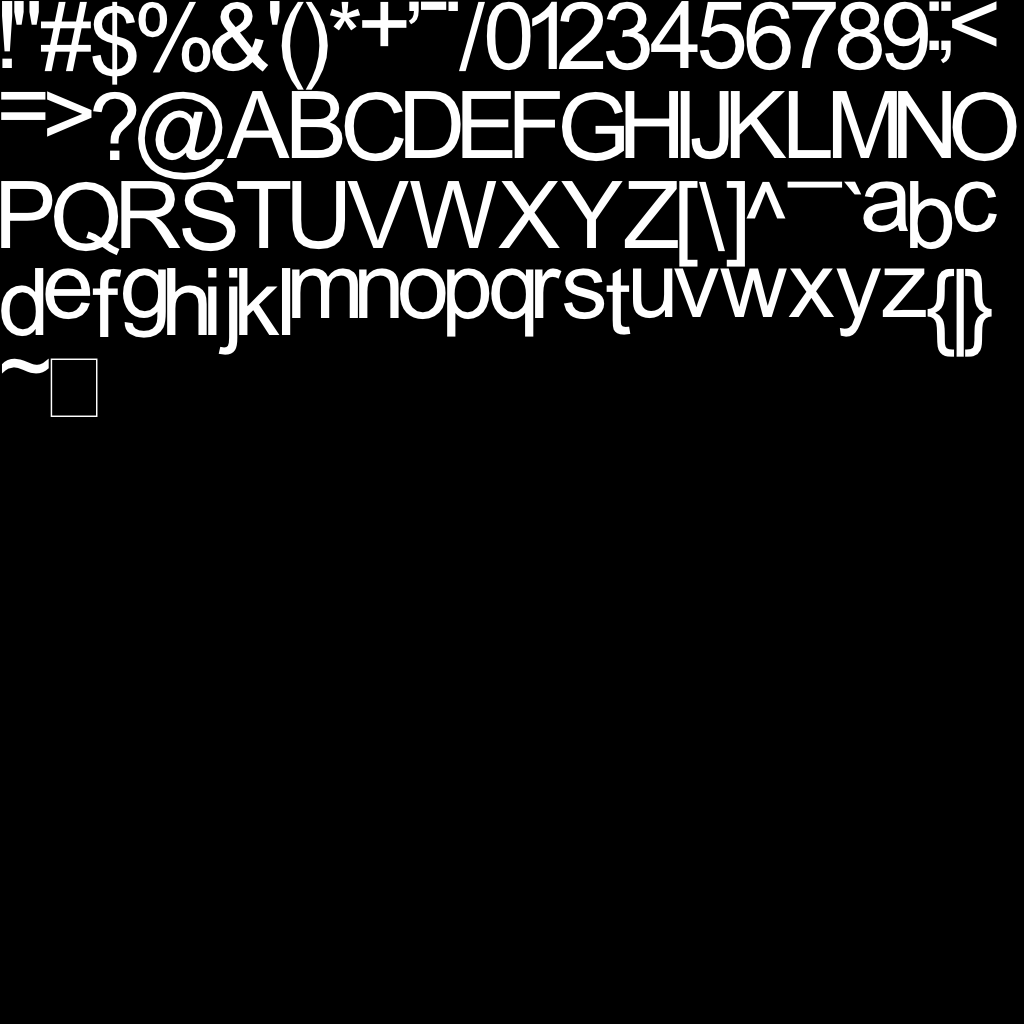 !"#$%&'()*+,-./0123456789:;<
=>?@ABCDEFGHIJKLMNO
PQRSTUVWXYZ[\]^_`abc
defghijklmnopqrstuvwxyz{|}
~